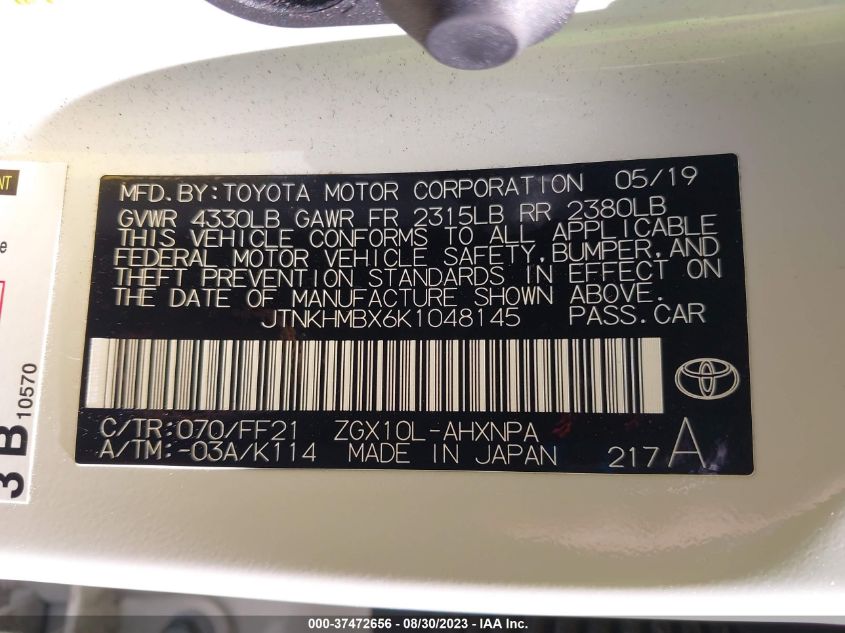 MFD.BY:TOYOTA MOTOR CORPORATION 05/19
GVWR 4330LB GAWR FR 2315LB RR 2380LB
THIS VEHICLE CONFORMS TO ALL APPLICABLE
FEDERAL MOTOR VEHICLE SAFETY,BUMPER,AND
THEFT PREVENTION STANDARDS IN EFFECT ON
THE DATE OF MANUFACTURE SHOWN ABOVE.
JTNKHMBX6K1048145 PASS.CAR
C/TR:070/FF21 ZGX10L-AHXNPA
A/TM:-03A/K114 MADE IN JAPAN 217A
NT
e
3B 10570
000-37472656 / 08/30/2023 / © IAA Inc.